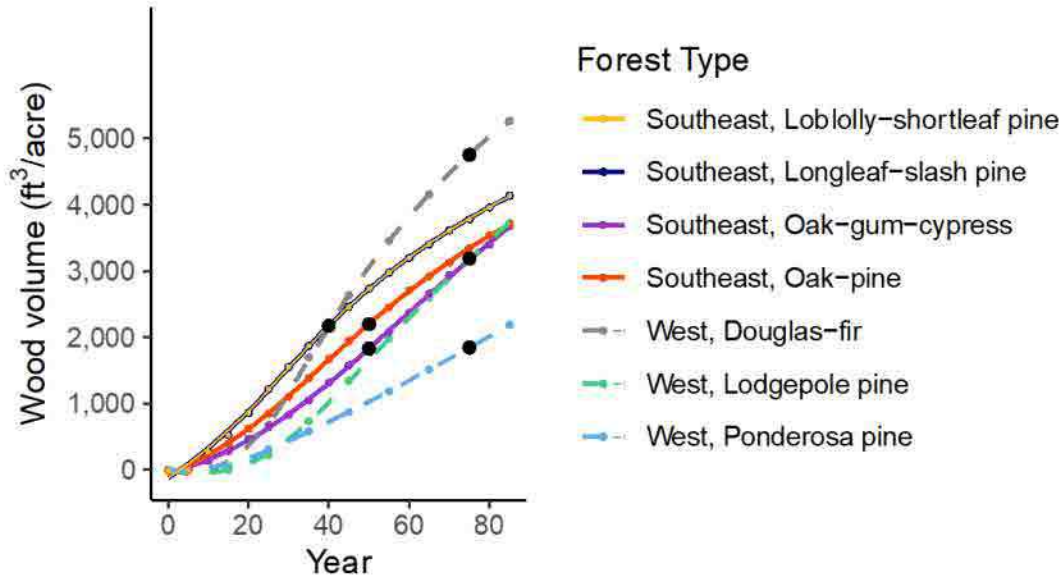 Wood volume (ft³/acre)
5,000
4,000
3,000
2,000
1,000
0
0 20 40 60 80
Year
Forest Type
Southeast, Loblolly−shortleaf pine
Southeast, Longleaf−slash pine
Southeast, Oak−gum−cypress
Southeast, Oak−pine
West, Douglas−fir
West, Lodgepole pine
West, Ponderosa pine